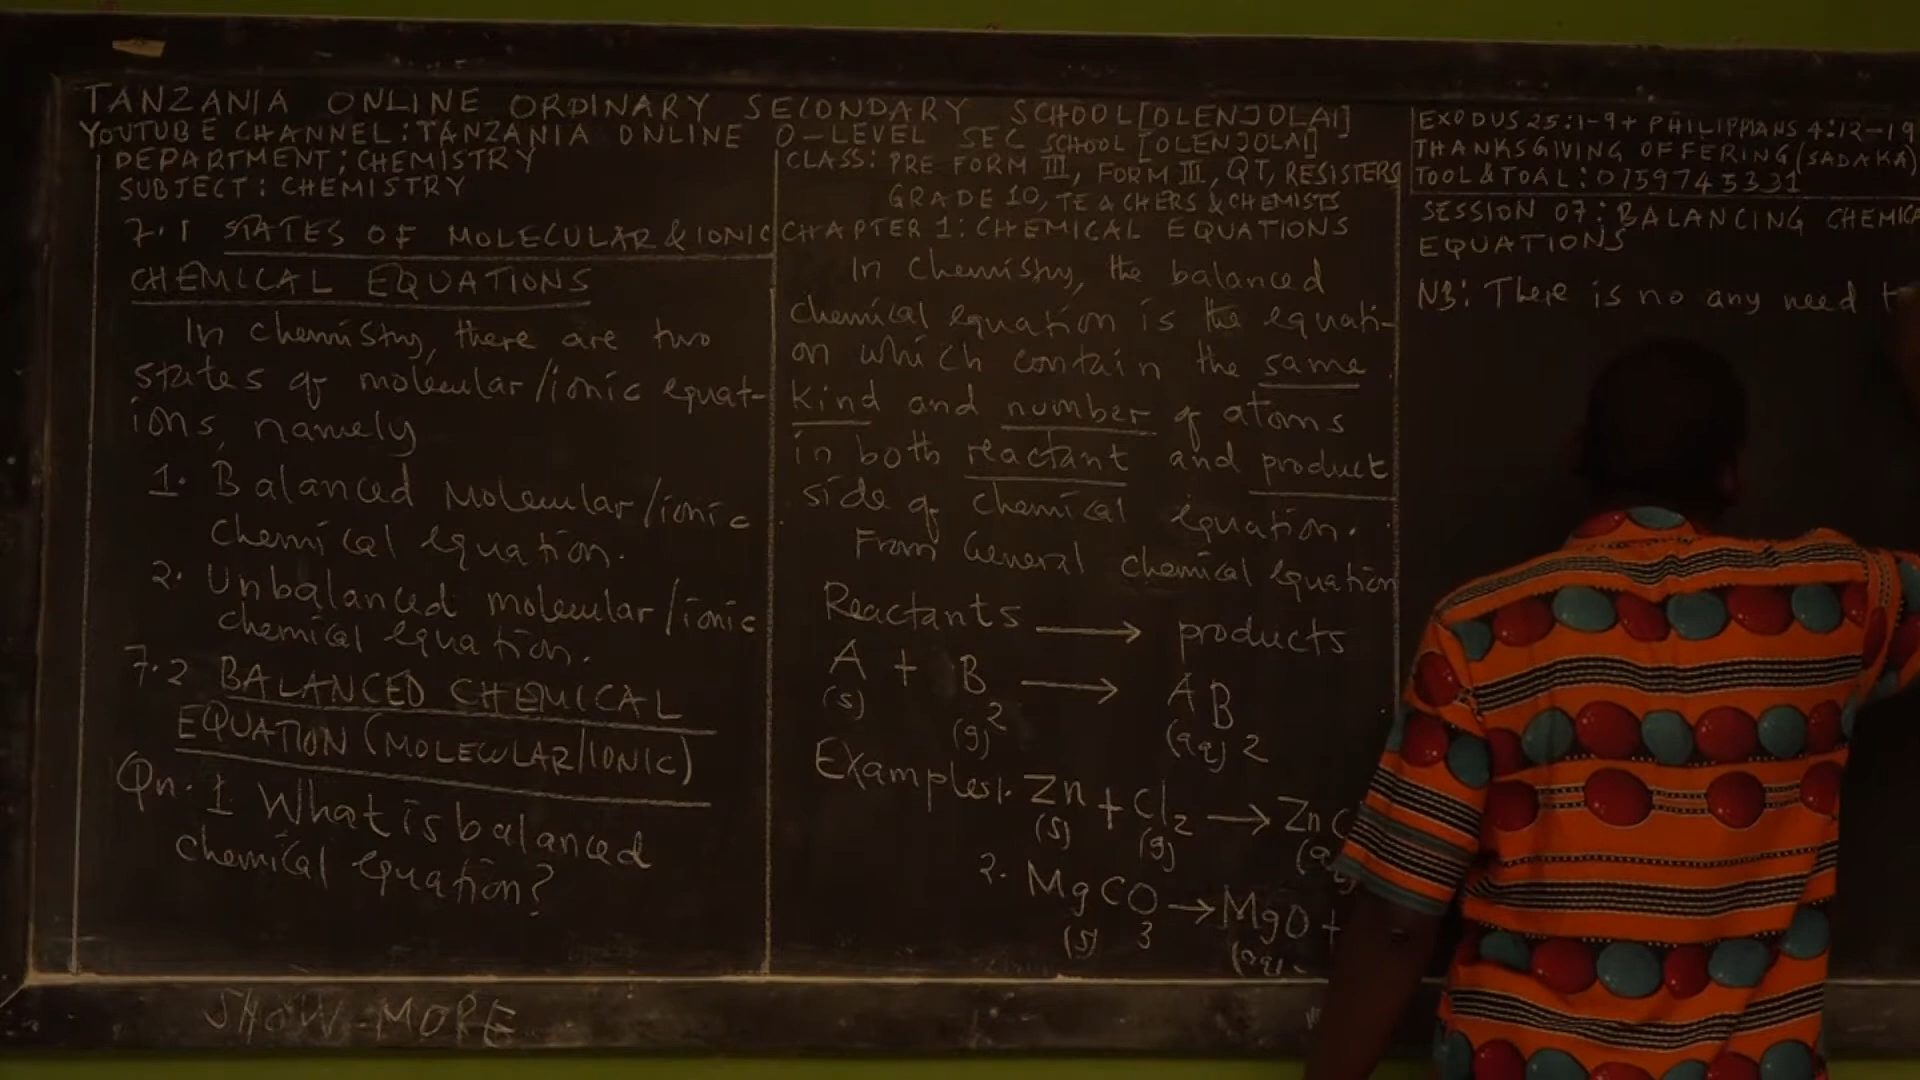 TANZANIA ONLINE ORDINARY SECONDARY SCHOOL [OLENJOLAI]
YOUTUBE CHANNEL: TANZANIA ONLINE O-LEVEL SEC SCHOOL [OLENJOLAI]
DEPARTMENT: CHEMISTRY
SUBJECT: CHEMISTRY
7.1 STATES OF MOLECULAR & IONIC
CHEMICAL EQUATIONS
In chemistry, there are two
states of molecular/ionic equat-
ions, namely
1. Balanced Molecular/ionic
chemical equation.
2. Unbalanced molecular/ionic
chemical equation.
7.2 BALANCED CHEMICAL
EQUATION (MOLECULAR/IONIC)
Qn. 1 What is balanced
chemical equation?
SHOW MORE
CLASS: PRE FORM III, FORM III, QT, RESISTERS
GRADE 10, TEACHERS & CHEMISTS
CHAPTER 1: CHEMICAL EQUATIONS
In Chemistry, the balanced
chemical equation is the equati-
on which contain the same
kind and number of atoms
in both reactant and product
side of chemical equation.
From General chemical equation
Reactants → products
A + B → AB
(s) (g) 2 (aq) 2
Examples 1. Zn + Cl2 → ZnC
(s) (g) (a
2. MgCO → MgO +
(s) 3 (aq)
EXODUS 25:1-9 + PHILIPPIANS 4:12-19
THANKSGIVING OFFERING (SADAKA)
TOOL & TOAL: 0759745331
SESSION 07: BALANCING CHEMICA
EQUATIONS
NB: There is no any need t